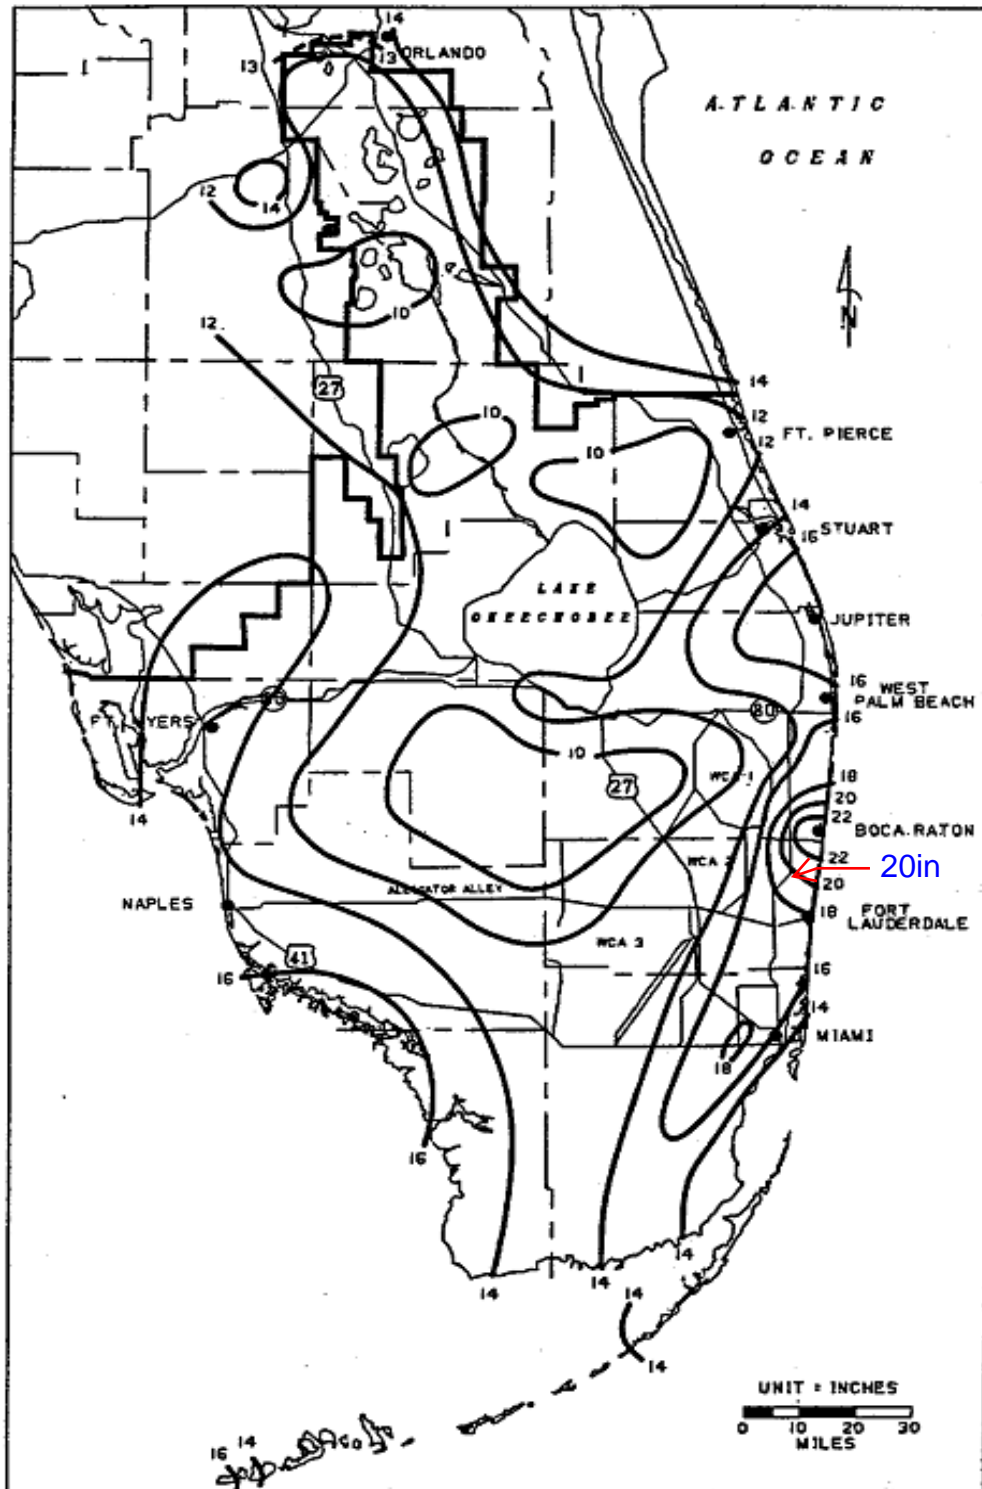 14
ORLANDO
13
13
ATLANTIC
OCEAN
12
14
N
10
12
27
14
12
10
FT. PIERCE
12
10
14
STUART
16
LAKE
OKEECHOBEE
JUPITER
16
WEST
PALM BEACH
80
80
16
FT. MYERS
10
WCA 1
18
27
20
14
22
BOCA RATON
WCA 2
22
20in
ALLIGATOR ALLEY
20
NAPLES
18
FORT
LAUDERDALE
WCA 3
41
16
16
14
MIAMI
18
16
14
14
14
14
14
UNIT = INCHES
0 10 20 30
MILES
16 14